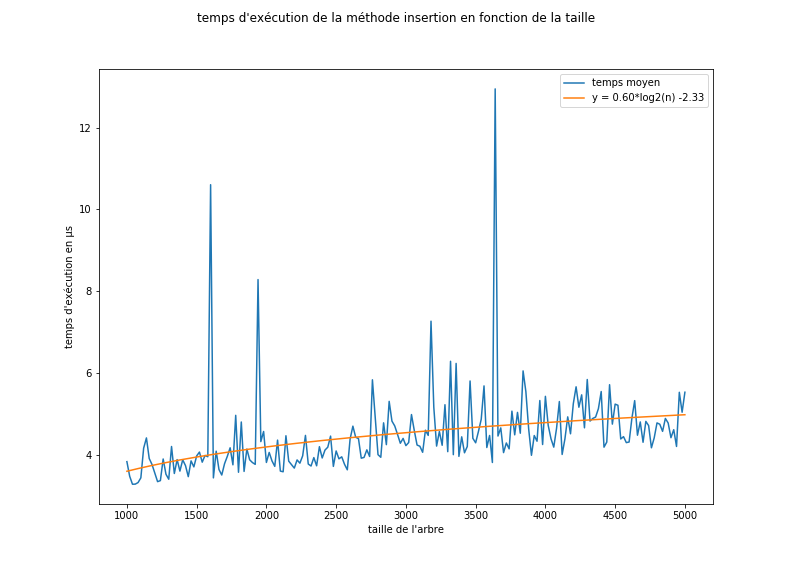 temps d'exécution de la méthode insertion en fonction de la taille
temps moyen
y = 0.60*log2(n) -2.33
temps d'exécution en µs
12
10
8
6
4
1000 1500 2000 2500 3000 3500 4000 4500 5000
taille de l'arbre